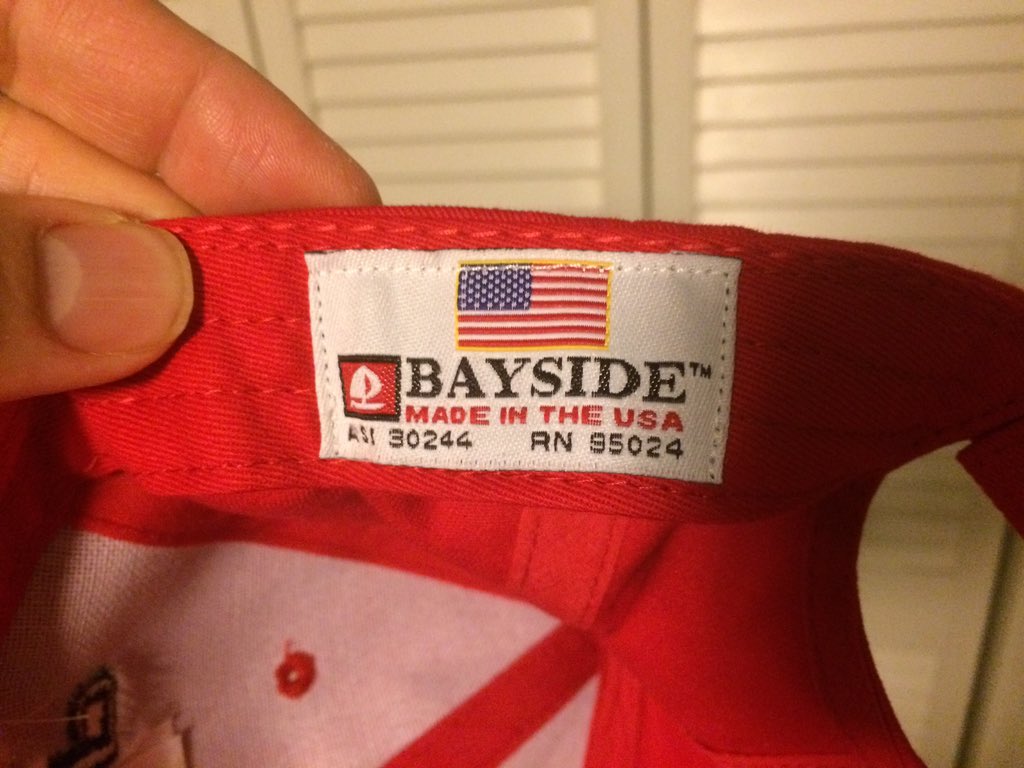 BAYSIDE™
MADE IN THE USA
ASI 30244 RN 95024